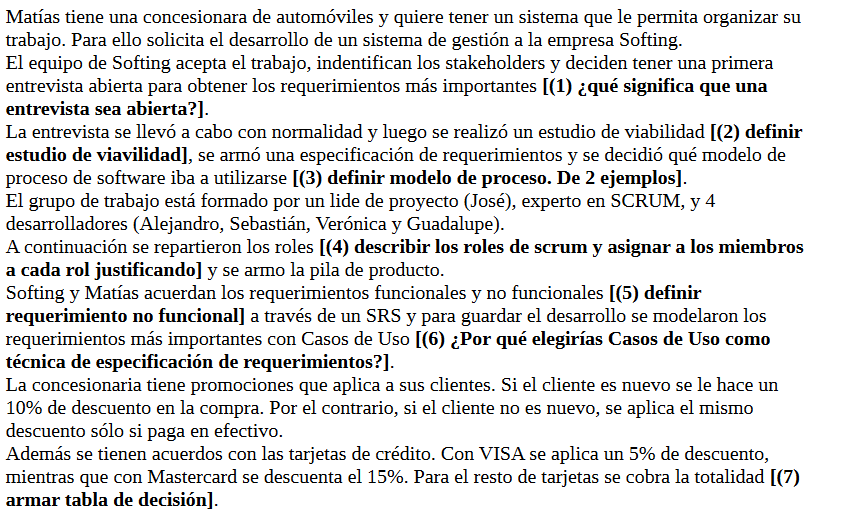 Matías tiene una concesionara de automóviles y quiere tener un sistema que le permita organizar su
trabajo. Para ello solicita el desarrollo de un sistema de gestión a la empresa Softing.
El equipo de Softing acepta el trabajo, indentifican los stakeholders y deciden tener una primera
entrevista abierta para obtener los requerimientos más importantes [(1) ¿qué significa que una
entrevista sea abierta?].
La entrevista se llevó a cabo con normalidad y luego se realizó un estudio de viabilidad [(2) definir
estudio de viavilidad], se armó una especificación de requerimientos y se decidió qué modelo de
proceso de software iba a utilizarse [(3) definir modelo de proceso. De 2 ejemplos].
El grupo de trabajo está formado por un lide de proyecto (José), experto en SCRUM, y 4
desarrolladores (Alejandro, Sebastián, Verónica y Guadalupe).
A continuación se repartieron los roles [(4) describir los roles de scrum y asignar a los miembros
a cada rol justificando] y se armo la pila de producto.
Softing y Matías acuerdan los requerimientos funcionales y no funcionales [(5) definir
requerimiento no funcional] a través de un SRS y para guardar el desarrollo se modelaron los
requerimientos más importantes con Casos de Uso [(6) ¿Por qué elegirías Casos de Uso como
técnica de especificación de requerimientos?].
La concesionaria tiene promociones que aplica a sus clientes. Si el cliente es nuevo se le hace un
10% de descuento en la compra. Por el contrario, si el cliente no es nuevo, se aplica el mismo
descuento sólo si paga en efectivo.
Además se tienen acuerdos con las tarjetas de crédito. Con VISA se aplica un 5% de descuento,
mientras que con Mastercard se descuenta el 15%. Para el resto de tarjetas se cobra la totalidad [(7)
armar tabla de decisión].